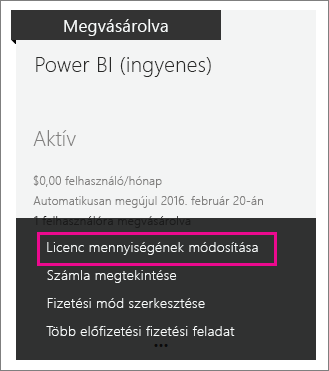 Megvásárolva
Power BI (ingyenes)
Aktív
$0,00 felhasználó/hónap
Automatikusan megújul 2016. február 20-án
1 felhasználóra megvásárolva
Licenc mennyiségének módosítása
Számla megtekintése
Fizetési mód szerkesztése
Több előfizetési fizetési feladat
...